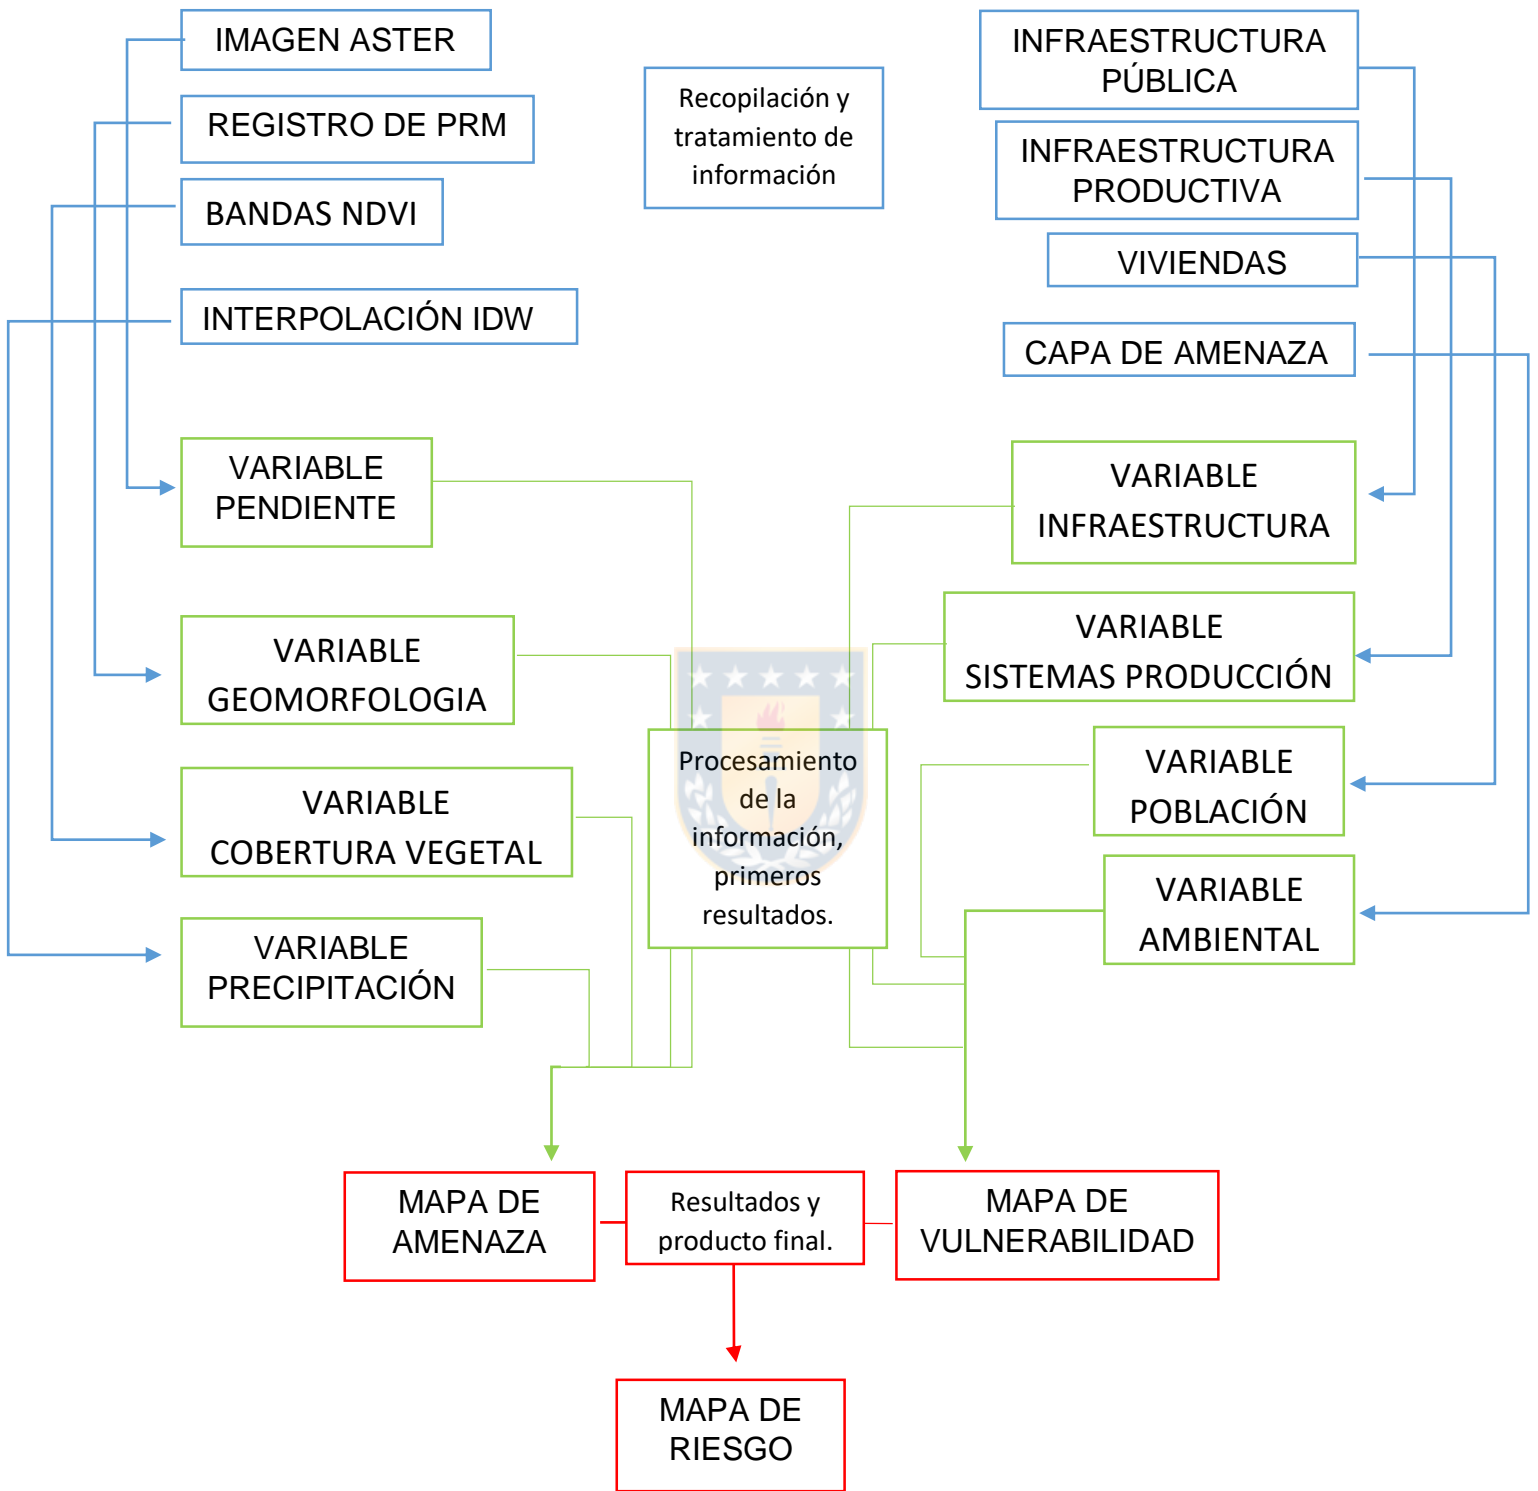 IMAGEN ASTER
REGISTRO DE PRM
BANDAS NDVI
INTERPOLACIÓN IDW
Recopilación y
tratamiento de
información
INFRAESTRUCTURA
PÚBLICA
INFRAESTRUCTURA
PRODUCTIVA
VIVIENDAS
CAPA DE AMENAZA
VARIABLE
PENDIENTE
VARIABLE
GEOMORFOLOGIA
VARIABLE
COBERTURA VEGETAL
VARIABLE
PRECIPITACIÓN
Procesamiento
de la
información,
primeros
resultados.
VARIABLE
INFRAESTRUCTURA
VARIABLE
SISTEMAS PRODUCCIÓN
VARIABLE
POBLACIÓN
VARIABLE
AMBIENTAL
MAPA DE
AMENAZA
Resultados y
producto final.
MAPA DE
VULNERABILIDAD
MAPA DE
RIESGO